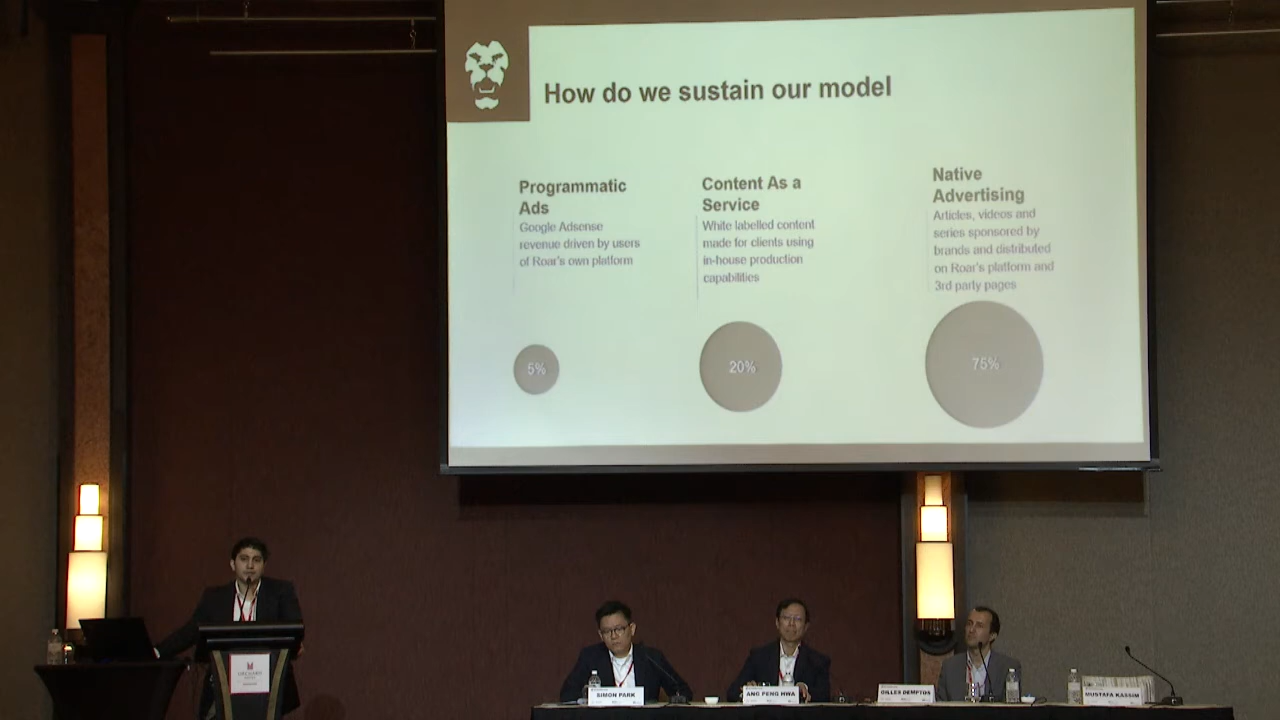 How do we sustain our model
Programmatic
Ads
Google Adsense
revenue driven by users
of Roar's own platform
5%
Content As a
Service
White labelled content
made for clients using
in-house production
capabilities
20%
Native
Advertising
Articles, videos and
series sponsored by
brands and distributed
on Roar's platform and
3rd party pages
75%
SIMON PARK
ANG PENG HWA
GILLES DEMPTOS
MUSTAFA KASSIM